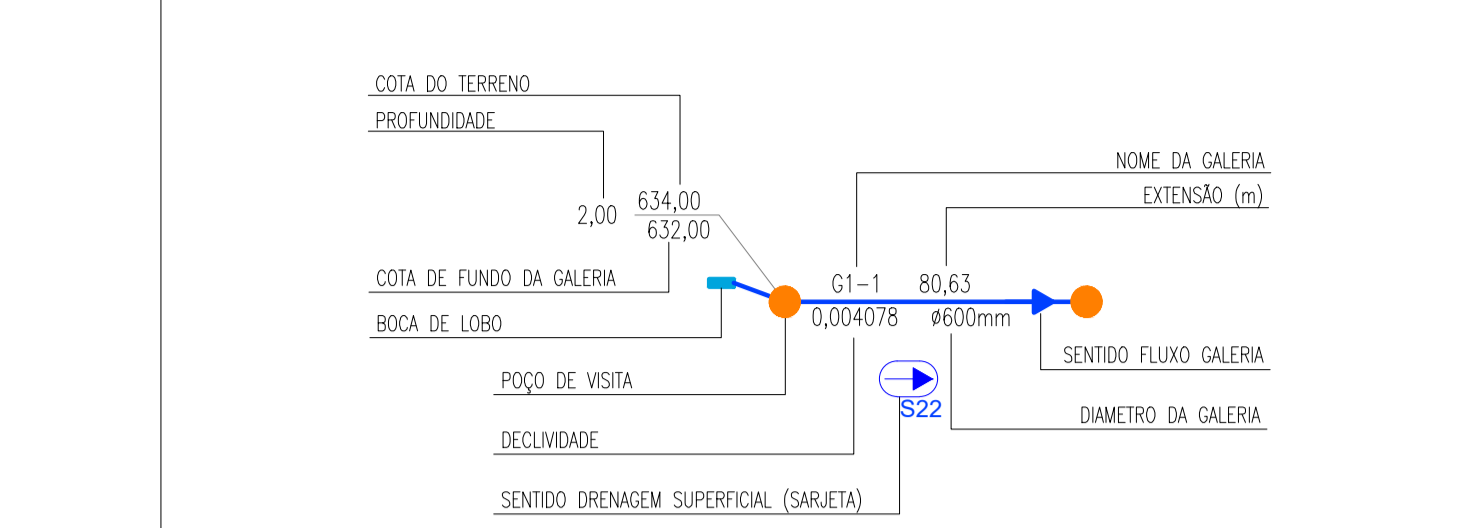 COTA DO TERRENO
PROFUNDIDADE
NOME DA GALERIA
EXTENSÃO (m)
2,00
634,00
632,00
COTA DE FUNDO DA GALERIA
G1-1
80,63
0,004078
Ø600mm
BOCA DE LOBO
SENTIDO FLUXO GALERIA
POÇO DE VISITA
S22
DIAMETRO DA GALERIA
DECLIVIDADE
SENTIDO DRENAGEM SUPERFICIAL (SARJETA)